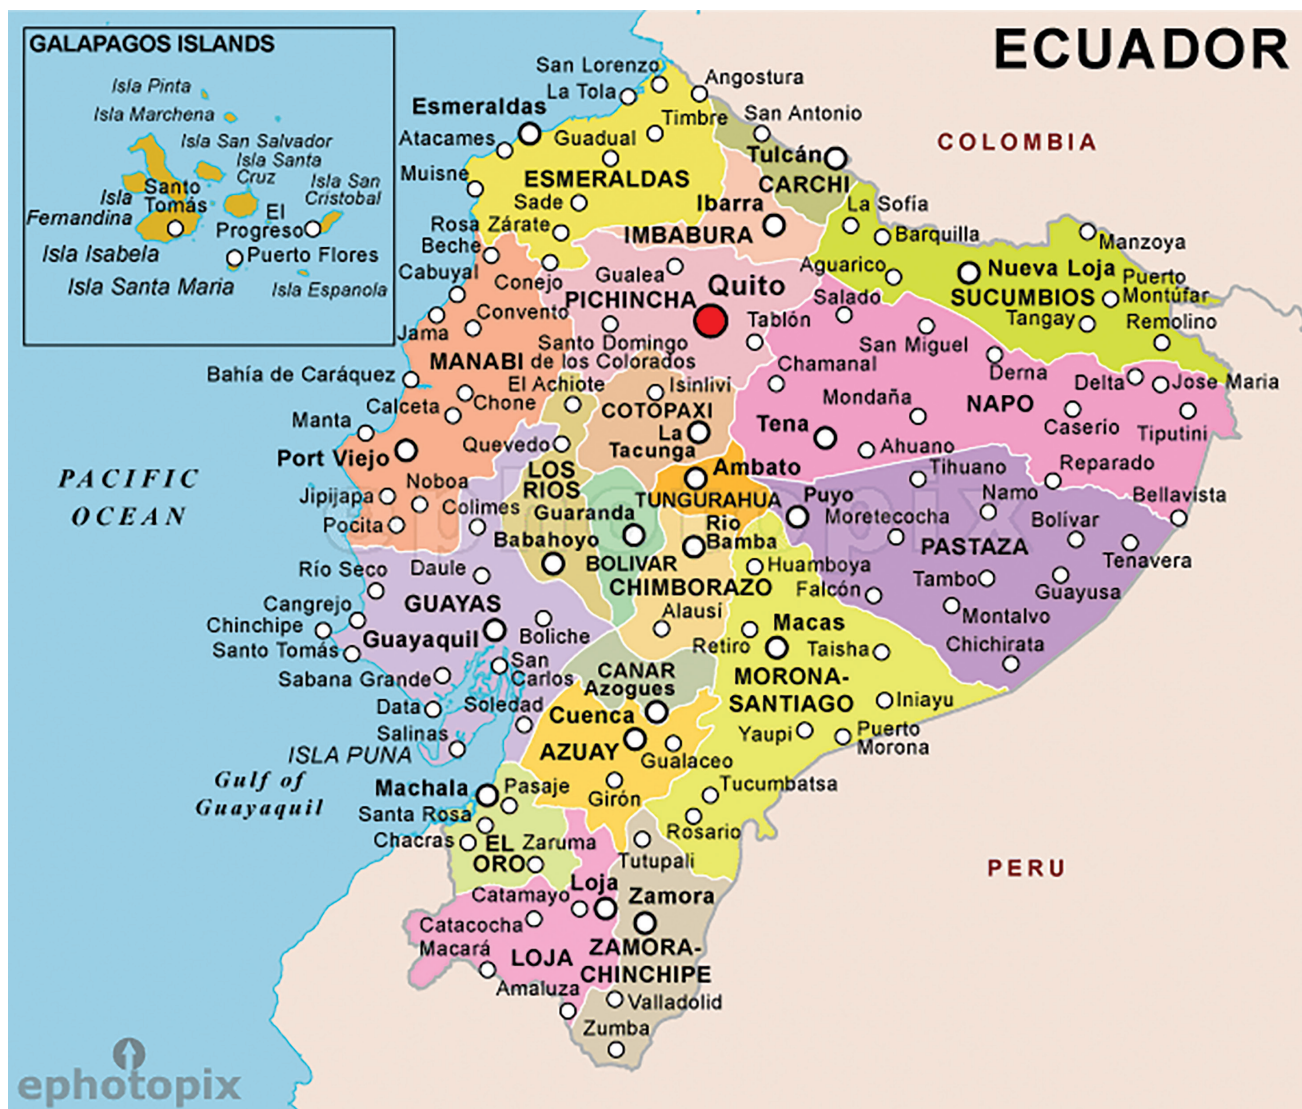 GALAPAGOS ISLANDS
Isla Pinta
Isla Marchena
Isla San Salvador
Isla Santa
Cruz
Isla San
Cristobal
Isla
Fernandina
Santo
Tomás
El
Progreso
Isla Isabela
Puerto Flores
Isla Santa Maria
Isla Espanola
ECUADOR
COLOMBIA
San Lorenzo
La Tola
Angostura
Esmeraldas
Timbre
San Antonio
Atacames
Guadual
Tulcán
Muisne
ESMERALDAS
CARCHI
Sade
Ibarra
La Sofía
Rosa Zárate
IMBABURA
Barquilla
Manzoya
Beche
Cabuyal
Conejo
Gualea
Quito
Aguarico
Nueva Loja
Puerto
Montúfar
PICHINCHA
Salado
SUCUMBIOS
Convento
Tablón
Tangay
Remolino
Jama
Santo Domingo
de los Colorados
San Miguel
MANABI
Chamanal
Derna
Bahía de Caráquez
El Achiote
Isinlivi
Delta
Jose Maria
Calceta
Chone
COTOPAXI
Mondaña
NAPO
Manta
La
Tacunga
Tena
Caserio
Tiputini
Quevedo
Ahuano
Port Viejo
LOS
RIOS
Ambato
Tihuano
Reparado
PACIFIC
OCEAN
Jipijapa
Noboa
TUNGURAHUA
Puyo
Namo
Bellavista
Colimes
Guaranda
Pocita
Rio
Bamba
Moretecocha
Bolívar
ephotopix
Babahoyo
PASTAZA
Tenavera
Río Seco
Daule
BOLIVAR
Huamboya
CHIMBORAZO
Falcón
Tambo
Guayusa
Cangrejo
GUAYAS
Alausí
Montalvo
Chinchipe
Guayaquil
Boliche
Macas
Santo Tomás
Retiro
Taisha
Chichirata
San
Carlos
CANAR
Azogues
Sabana Grande
MORONA-
SANTIAGO
Data
Soledad
Cuenca
Iniayu
Salinas
Yaupi
Puerto
Morona
ISLA PUNA
AZUAY
Gualaceo
Gulf of
Guayaquil
Machala
Pasaje
Girón
Tucumbatsa
Santa Rosa
Rosario
Chacras
EL
ORO
Zaruma
Tutupali
PERU
Loja
Catamayo
Zamora
Catacocha
Macará
LOJA
ZAMORA-
CHINCHIPE
Amaluza
Valladolid
Zumba
ephotopix